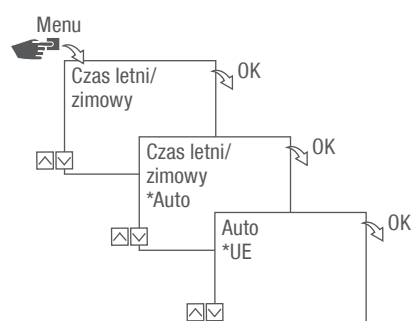 Menu
Czas letni/
zimowy
OK
Czas letni/
zimowy
*Auto
OK
Auto
*UE
OK